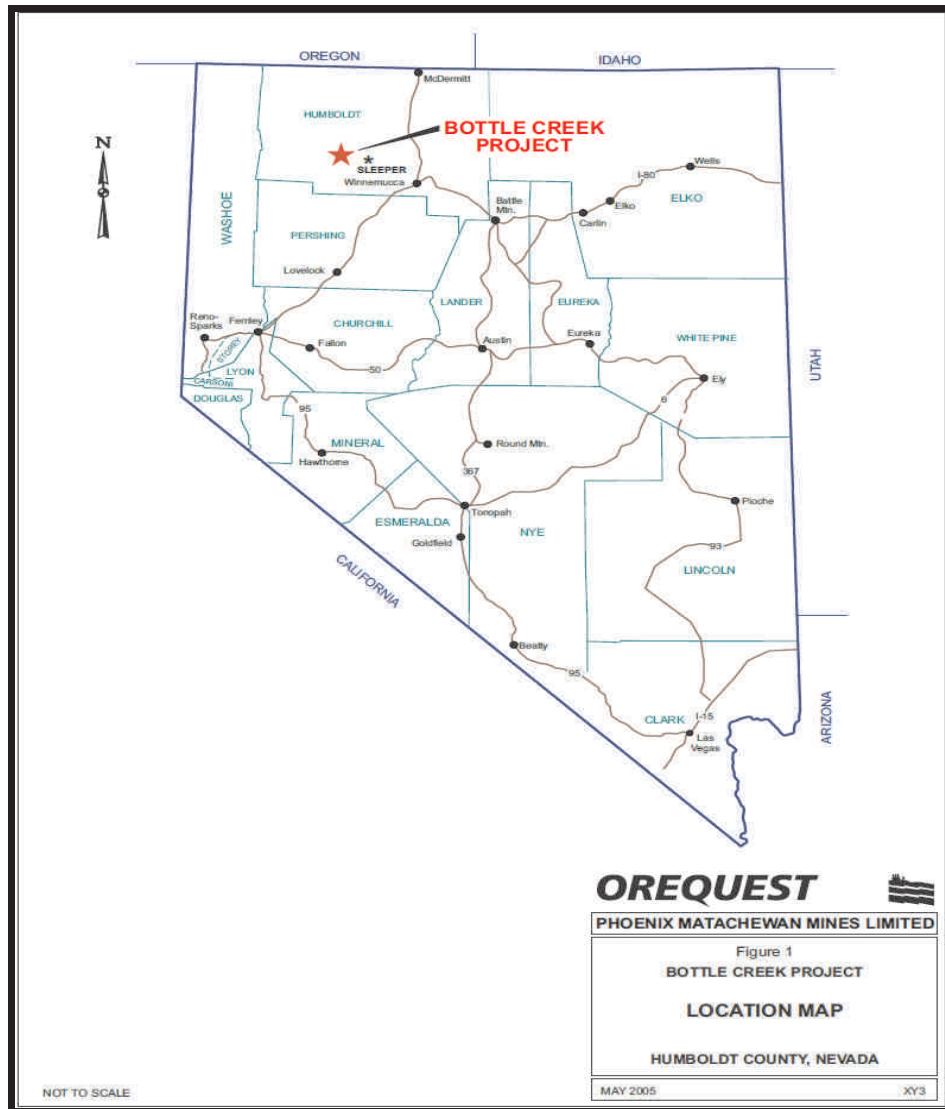 OREGON
IDAHO
McDermitt
HUMBOLDT
N
BOTTLE CREEK
PROJECT
*
SLEEPER
Winnemucca
Wells
I-80
ELKO
Elko
Carlin
Battle
Mtn.
WASHOE
PERSHING
Lovelock
LANDER
EUREKA
Reno-
Sparks
Fernley
CHURCHILL
STOREY
Fallon
Austin
Eureka
WHITE PINE
UTAH
LYON
CARSON
50
Ely
DOUGLAS
6
95
MINERAL
Round Mtn.
Hawthorne
367
Pioche
Tonopah
ESMERALDA
NYE
Goldfield
93
LINCOLN
CALIFORNIA
Beatty
95
CLARK
I-15
ARIZONA
Las
Vegas
OREQUEST
PHOENIX MATACHEWAN MINES LIMITED
Figure 1
BOTTLE CREEK PROJECT
LOCATION MAP
HUMBOLDT COUNTY, NEVADA
NOT TO SCALE
MAY 2005
XY3